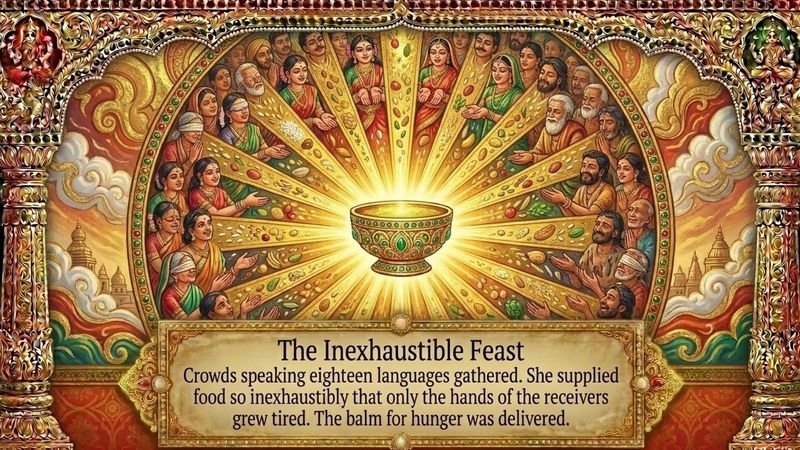 The Inexhaustible Feast
Crowds speaking eighteen languages gathered. She supplied
food so inexhaustibly that only the hands of the receivers
grew tired. The balm for hunger was delivered.